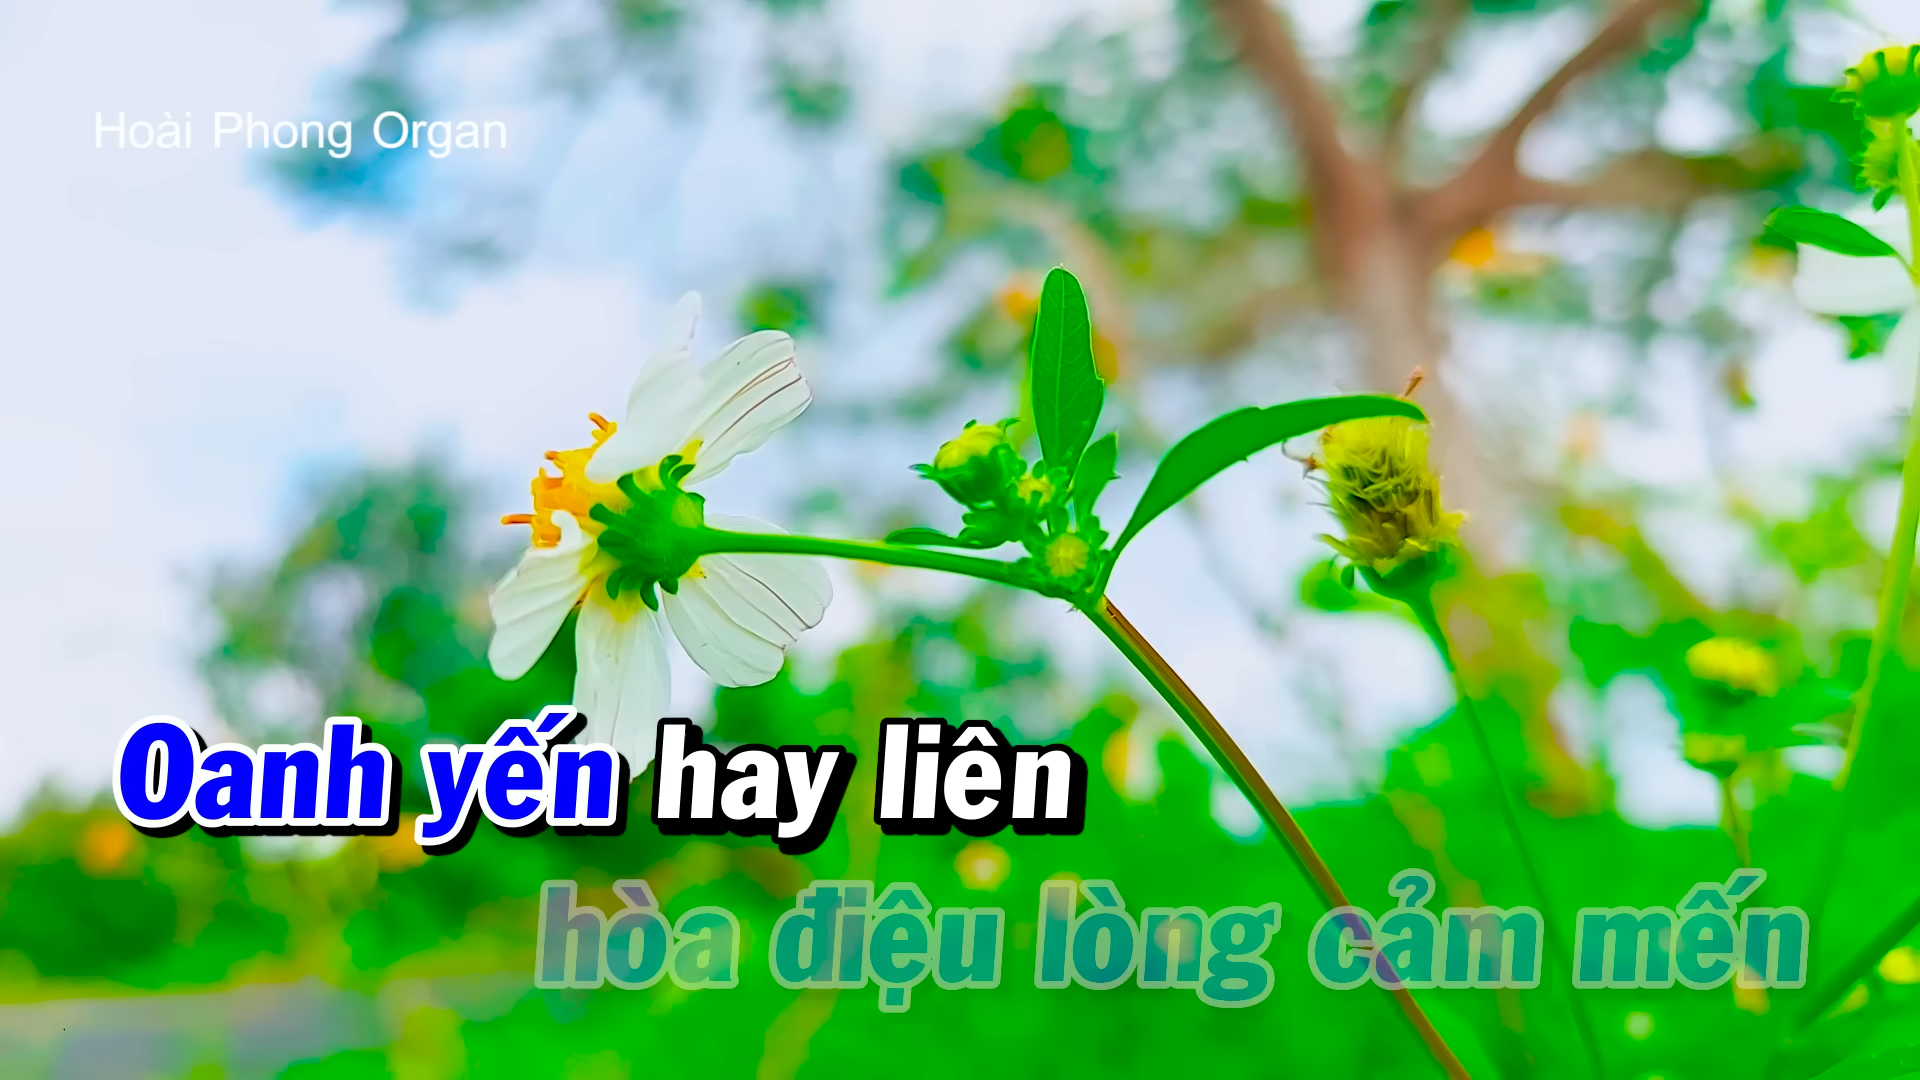 Hoài Phong Organ
Oanh yến hay liên
hòa điệu lòng cảm mến